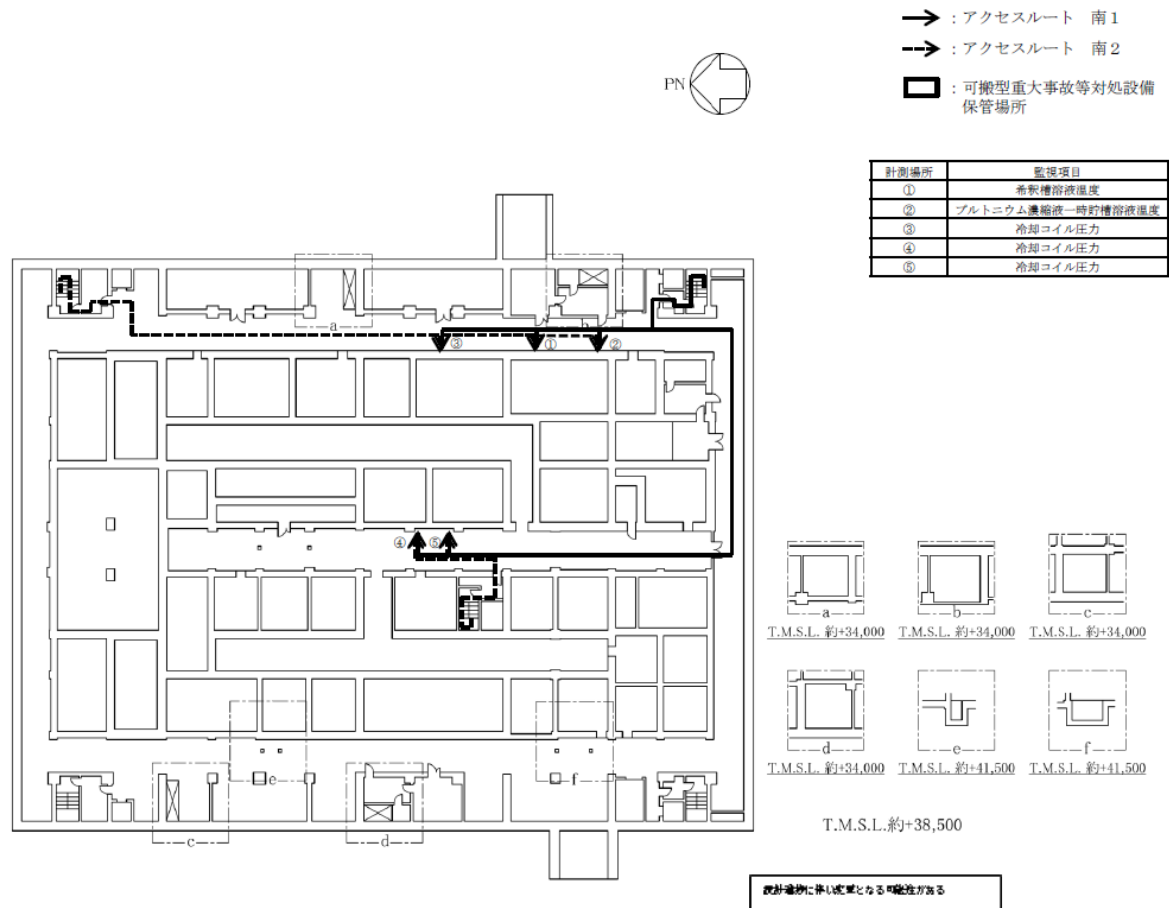 ：アクセスルート　南１
：アクセスルート　南２
：可搬型重大事故等対処設備
保管場所
PN
計測場所 監視項目
① 希釈槽溶液温度
② プルトニウム濃縮液一時貯槽溶液温度
③ 冷却コイル圧力
④ 冷却コイル圧力
⑤ 冷却コイル圧力
a
b
③
①
②
④
⑤
e
f
c
d
a
b
c
T.M.S.L. 約+34,000
T.M.S.L. 約+34,000
T.M.S.L. 約+34,000
d
e
f
T.M.S.L. 約+34,000
T.M.S.L. 約+41,500
T.M.S.L. 約+41,500
T.M.S.L.約+38,500
設計進捗に伴い変更となる可能性がある